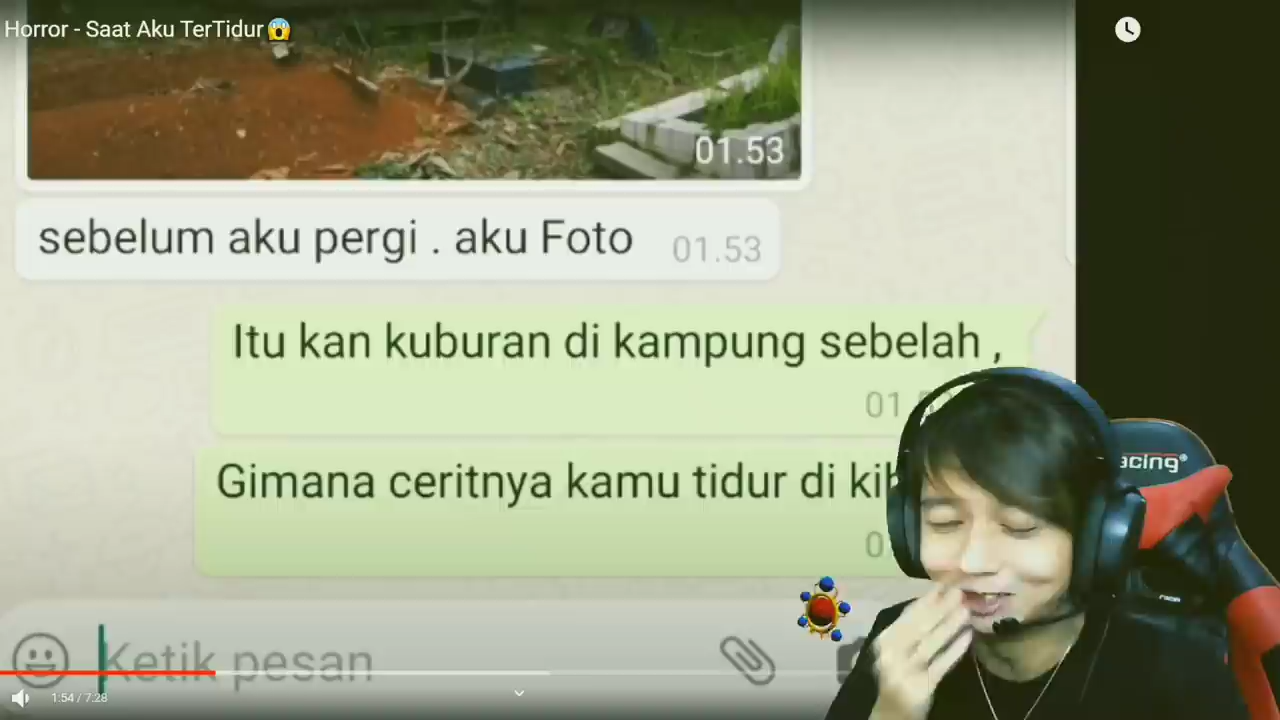 Horror - Saat Aku TerTidur😱
01.53
sebelum aku pergi . aku Foto 01.53
Itu kan kuburan di kampung sebelah ,
Gimana ceritnya kamu tidur di
Ketik pesan
1:54 / 7:28